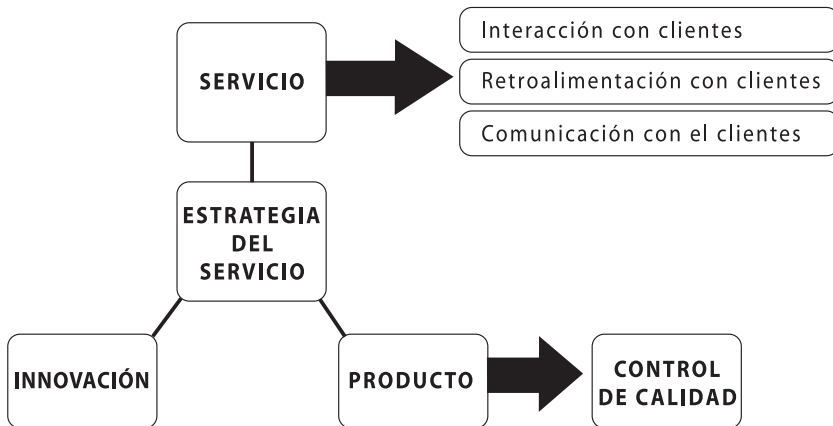 SERVICIO
Interacción con clientes
Retroalimentación con clientes
Comunicación con el clientes
ESTRATEGIA
DEL
SERVICIO
INNOVACIÓN
PRODUCTO
CONTROL
DE CALIDAD